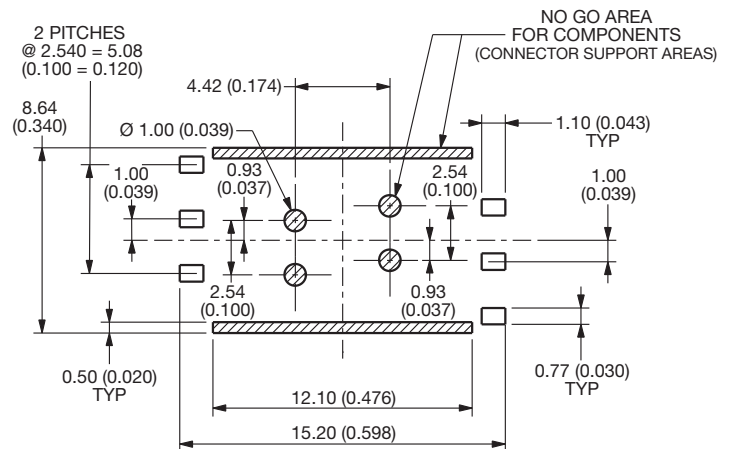 NO GO AREA
FOR COMPONENTS
(CONNECTOR SUPPORT AREAS)
2 PITCHES
@ 2.540 = 5.08
(0.100 = 0.120)
4.42 (0.174)
8.64
(0.340)
Ø 1.00 (0.039)
1.10 (0.043)
TYP
1.00
(0.039)
0.93
(0.037)
2.54
(0.100)
1.00
(0.039)
2.54
(0.100)
0.93
(0.037)
0.50 (0.020)
TYP
0.77 (0.030)
TYP
12.10 (0.476)
15.20 (0.598)